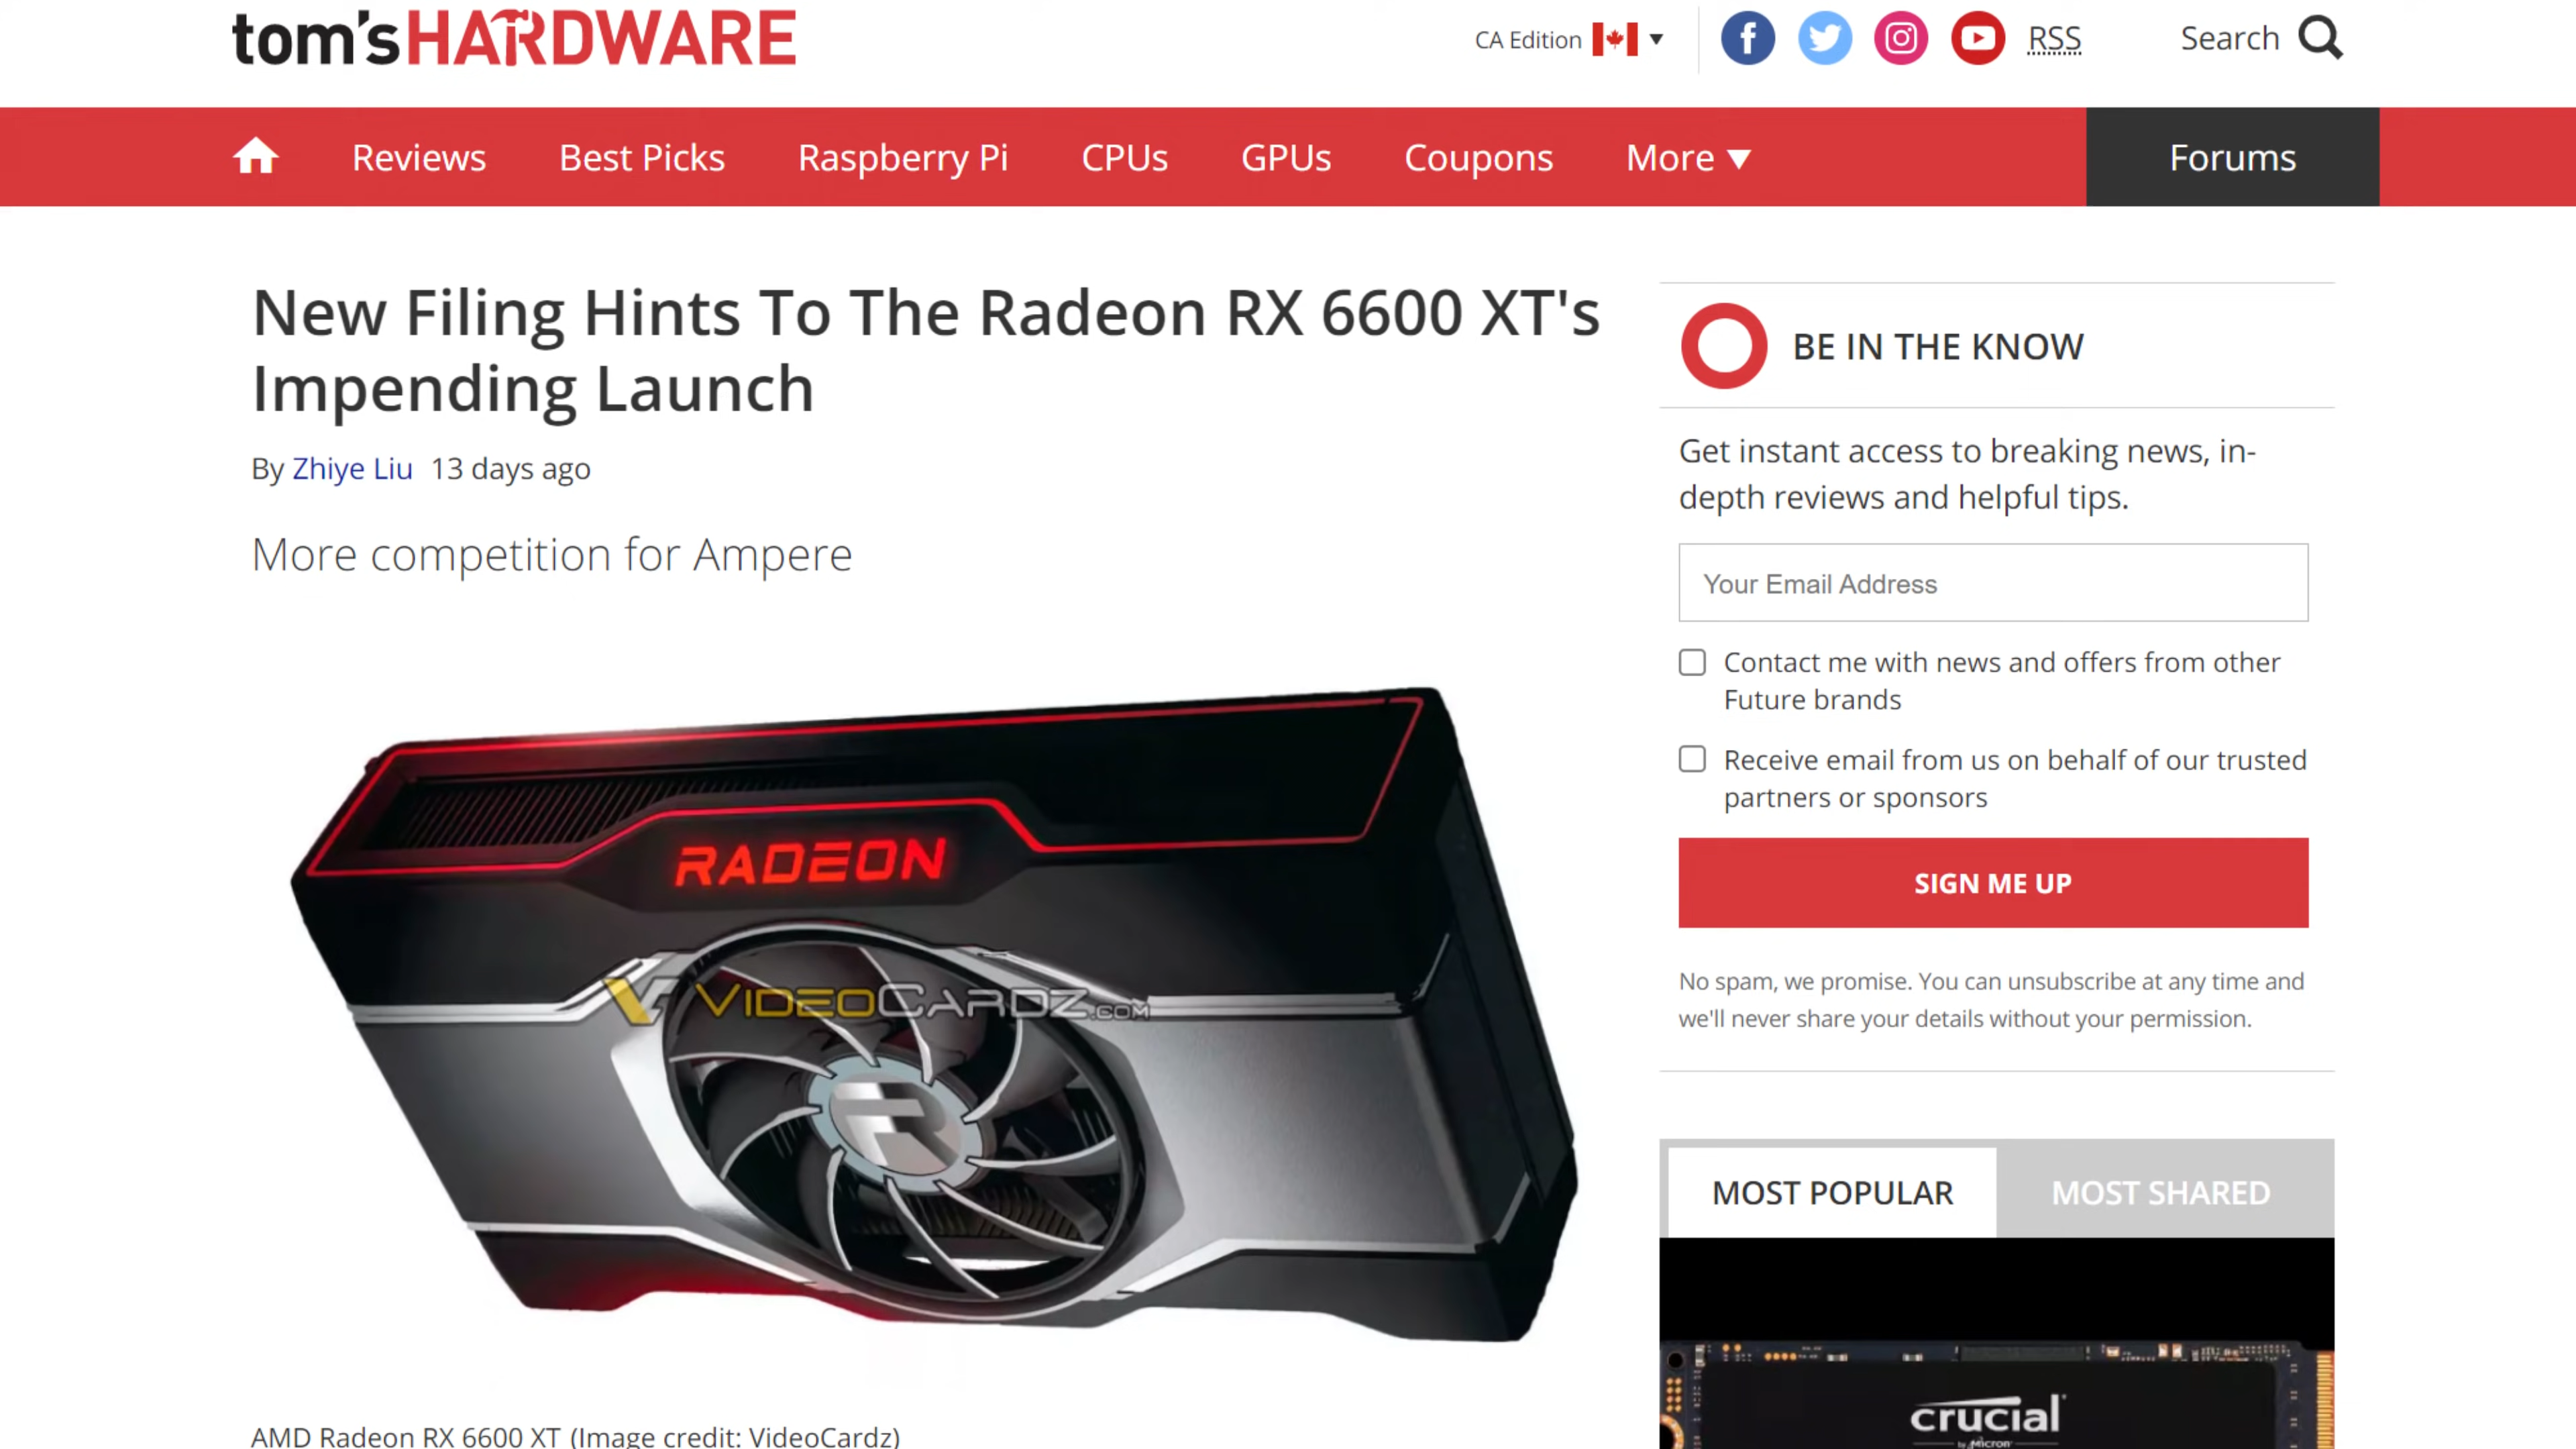 tom'sHARDWARE
CA Edition
RSS
Search
Reviews
Best Picks
Raspberry Pi
CPUs
GPUs
Coupons
More
Forums
New Filing Hints To The Radeon RX 6600 XT's
Impending Launch
By Zhiye Liu 13 days ago
More competition for Ampere
RADEON
VIDEOCARDZ.COM
AMD Radeon RX 6600 XT (Image credit: VideoCardz)
BE IN THE KNOW
Get instant access to breaking news, in-
depth reviews and helpful tips.
Your Email Address
Contact me with news and offers from other
Future brands
Receive email from us on behalf of our trusted
partners or sponsors
SIGN ME UP
No spam, we promise. You can unsubscribe at any time and
we'll never share your details without your permission.
MOST POPULAR
MOST SHARED
crucial
by Micron